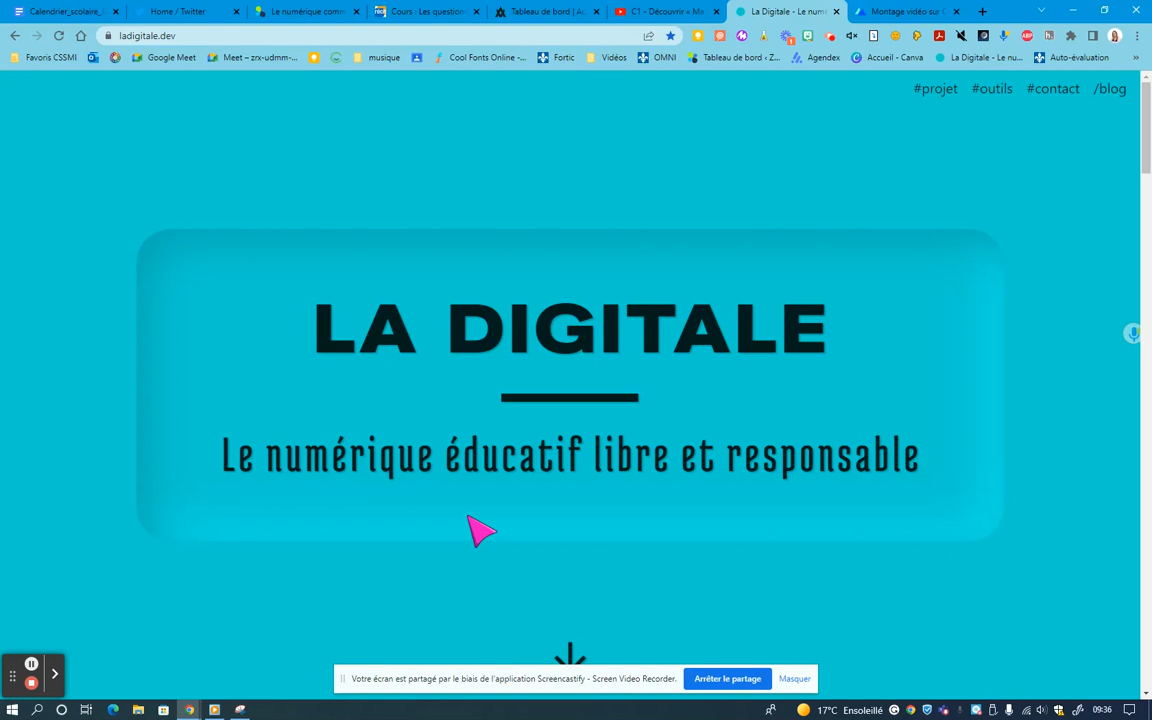 Calendrier_scolaire_
Home / Twitter
Le numérique comm
Cours : Les question
Tableau de bord | Ac
C1 - Découvrir « Ma
La Digitale - Le num
Montage vidéo sur C
ladigitale.dev
Favoris CSSMI
Google Meet
Meet – zrx-udmm-...
musique
Cool Fonts Online -...
Fortic
Vidéos
OMNI
Tableau de bord ‹ Z...
Agendex
Accueil - Canva
La Digitale - Le nu...
Auto-évaluation
»
#projet
#outils
#contact
/blog
LA DIGITALE
Le numérique éducatif libre et responsable
Votre écran est partagé par le biais de l'application Screencastify - Screen Video Recorder.
Arrêter le partage
Masquer
17°C Ensoleillé
09:36